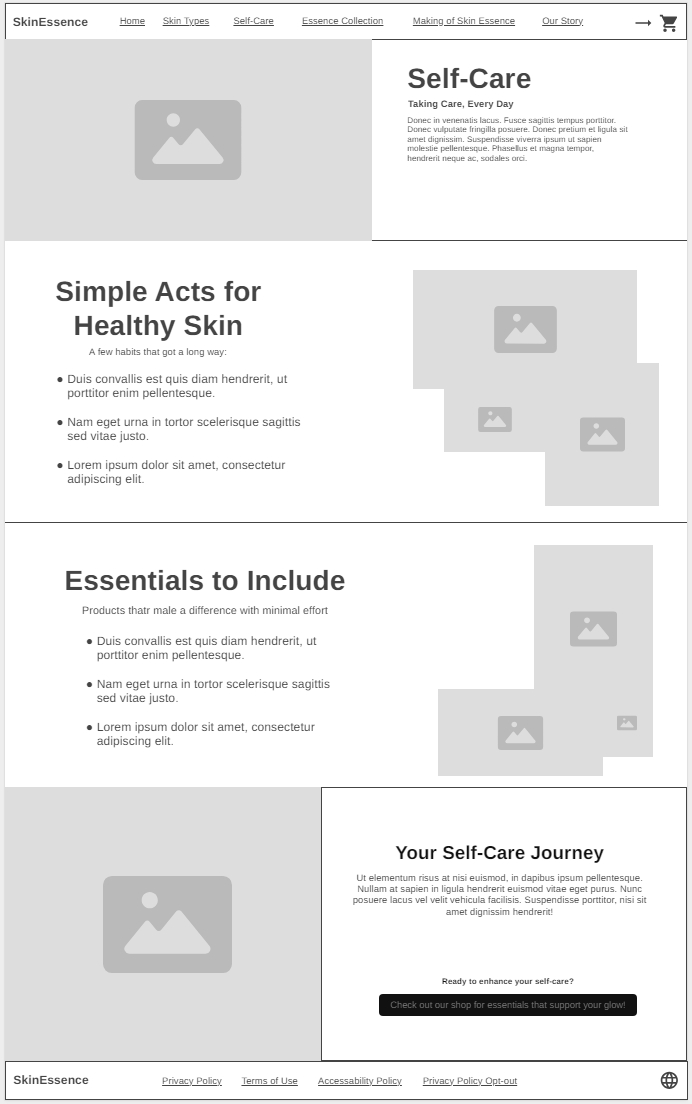 SkinEssence
Home Skin Types Self-Care Essence Collection Making of Skin Essence Our Story
Self-Care
Taking Care, Every Day
Donec in venenatis lacus. Fusce sagittis tempus porttitor.
Donec vulputate fringilla posuere. Donec pretium et ligula sit
amet dignissim. Suspendisse viverra ipsum ut sapien
molestie pellentesque. Phasellus et magna tempor,
hendrerit neque ac, sodales orci.
Simple Acts for
Healthy Skin
A few habits that got a long way:
● Duis convallis est quis diam hendrerit, ut
porttitor enim pellentesque.
● Nam eget urna in tortor scelerisque sagittis
sed vitae justo.
● Lorem ipsum dolor sit amet, consectetur
adipiscing elit.
Essentials to Include
Products thatr male a difference with minimal effort
● Duis convallis est quis diam hendrerit, ut
porttitor enim pellentesque.
● Nam eget urna in tortor scelerisque sagittis
sed vitae justo.
● Lorem ipsum dolor sit amet, consectetur
adipiscing elit.
Your Self-Care Journey
Ut elementum risus at nisi euismod, in dapibus ipsum pellentesque.
Nullam at sapien in ligula hendrerit euismod vitae eget purus. Nunc
posuere lacus vel velit vehicula facilisis. Suspendisse porttitor, nisi sit
amet dignissim hendrerit!
Ready to enhance your self-care?
Check out our shop for essentials that support your glow!
SkinEssence
Privacy Policy Terms of Use Accessability Policy Privacy Policy Opt-out